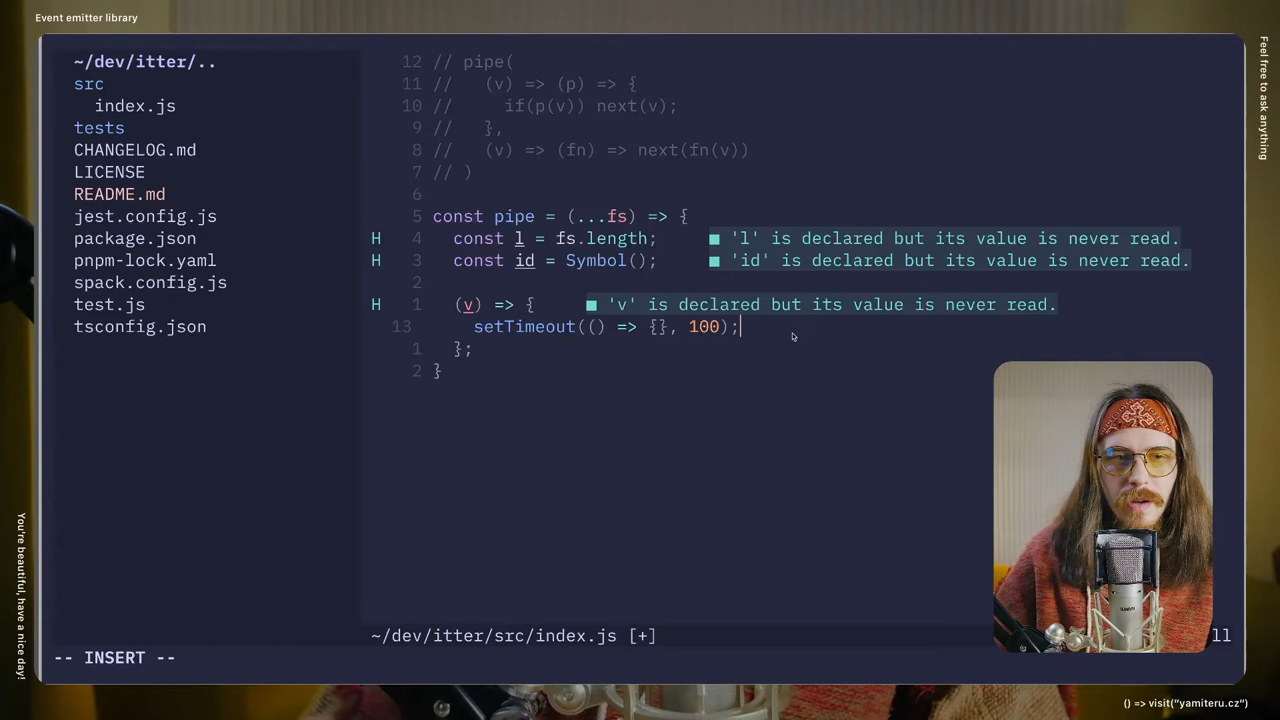 Event emitter library
Feel free to ask anything
~/dev/itter/..
src
index.js
tests
CHANGELOG.md
LICENSE
README.md
jest.config.js
package.json
pnpm-lock.yaml
spack.config.js
test.js
tsconfig.json
12 // pipe(
11 //   (v) => (p) => {
10 //     if(p(v)) next(v);
9 //   },
8 //   (v) => (fn) => next(fn(v))
7 // )
6
5 const pipe = (...fs) => {
H 4   const l = fs.length; ■ 'l' is declared but its value is never read.
H 3   const id = Symbol(); ■ 'id' is declared but its value is never read.
2
H 1   (v) => { ■ 'v' is declared but its value is never read.
13     setTimeout(() => {}, 100);
1   };
2 }
~/dev/itter/src/index.js [+]
ll
-- INSERT --
You're beautiful, have a nice day!
() => visit("yamiteru.cz")